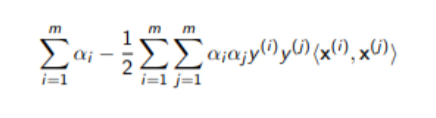 $\sum_{i=1}^{m} \alpha_i - \frac{1}{2} \sum_{i=1}^{m} \sum_{j=1}^{m} \alpha_i \alpha_j y^{(i)} y^{(j)} \langle \mathbf{x}^{(i)}, \mathbf{x}^{(j)} \rangle$